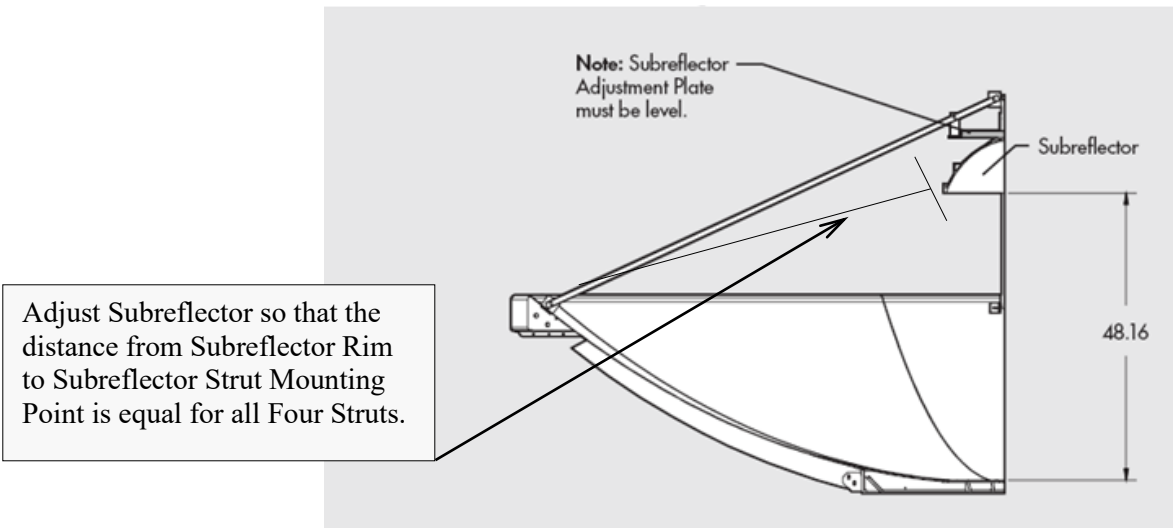 Note: Subreflector
Adjustment Plate
must be level.
Subreflector
48.16
Adjust Subreflector so that the
distance from Subreflector Rim
to Subreflector Strut Mounting
Point is equal for all Four Struts.